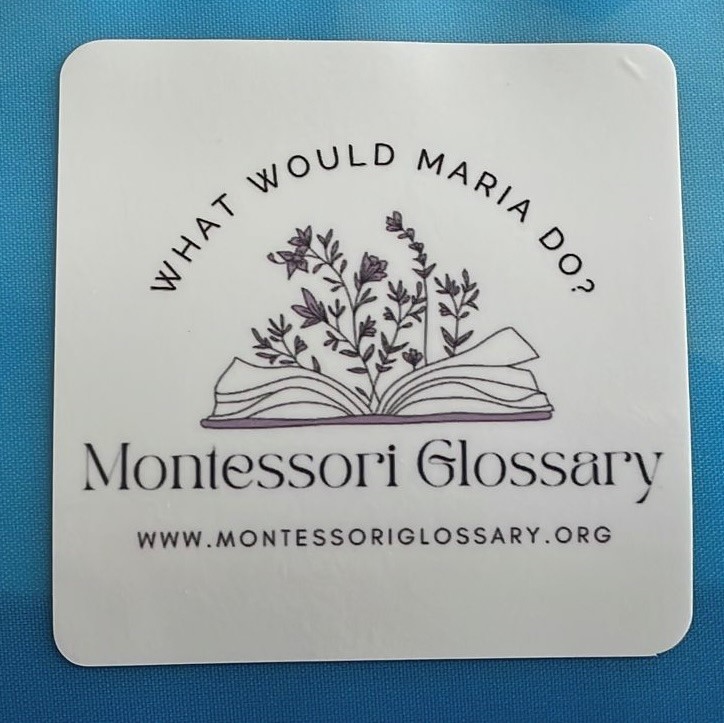 WHAT WOULD MARIA DO?
Montessori Glossary
WWW.MONTESSORIGLOSSARY.ORG